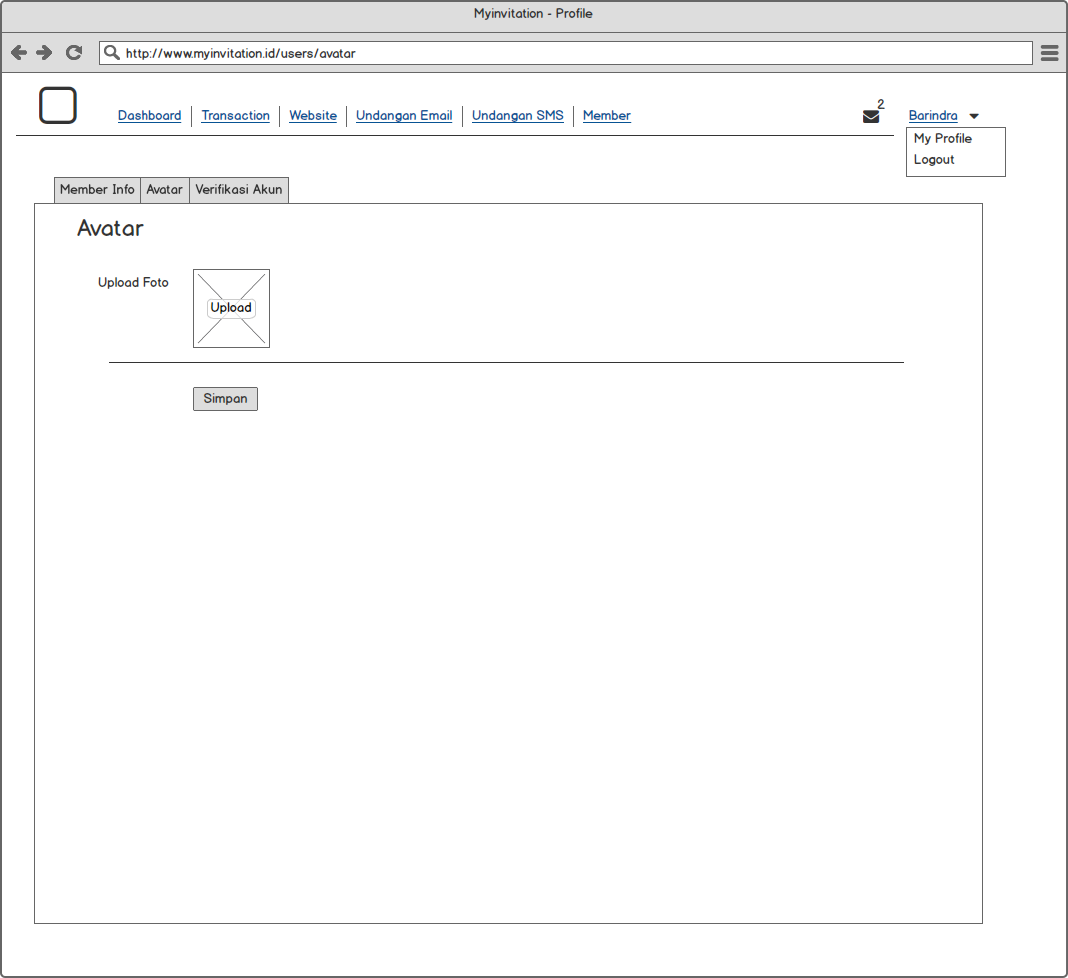 Myinvitation - Profile
http://www.myinvitation.id/users/avatar
Dashboard Transaction Website Undangan Email Undangan SMS Member 2 Barindra
My Profile
Logout
Member Info Avatar Verifikasi Akun
Avatar
Upload Foto
Upload
Simpan